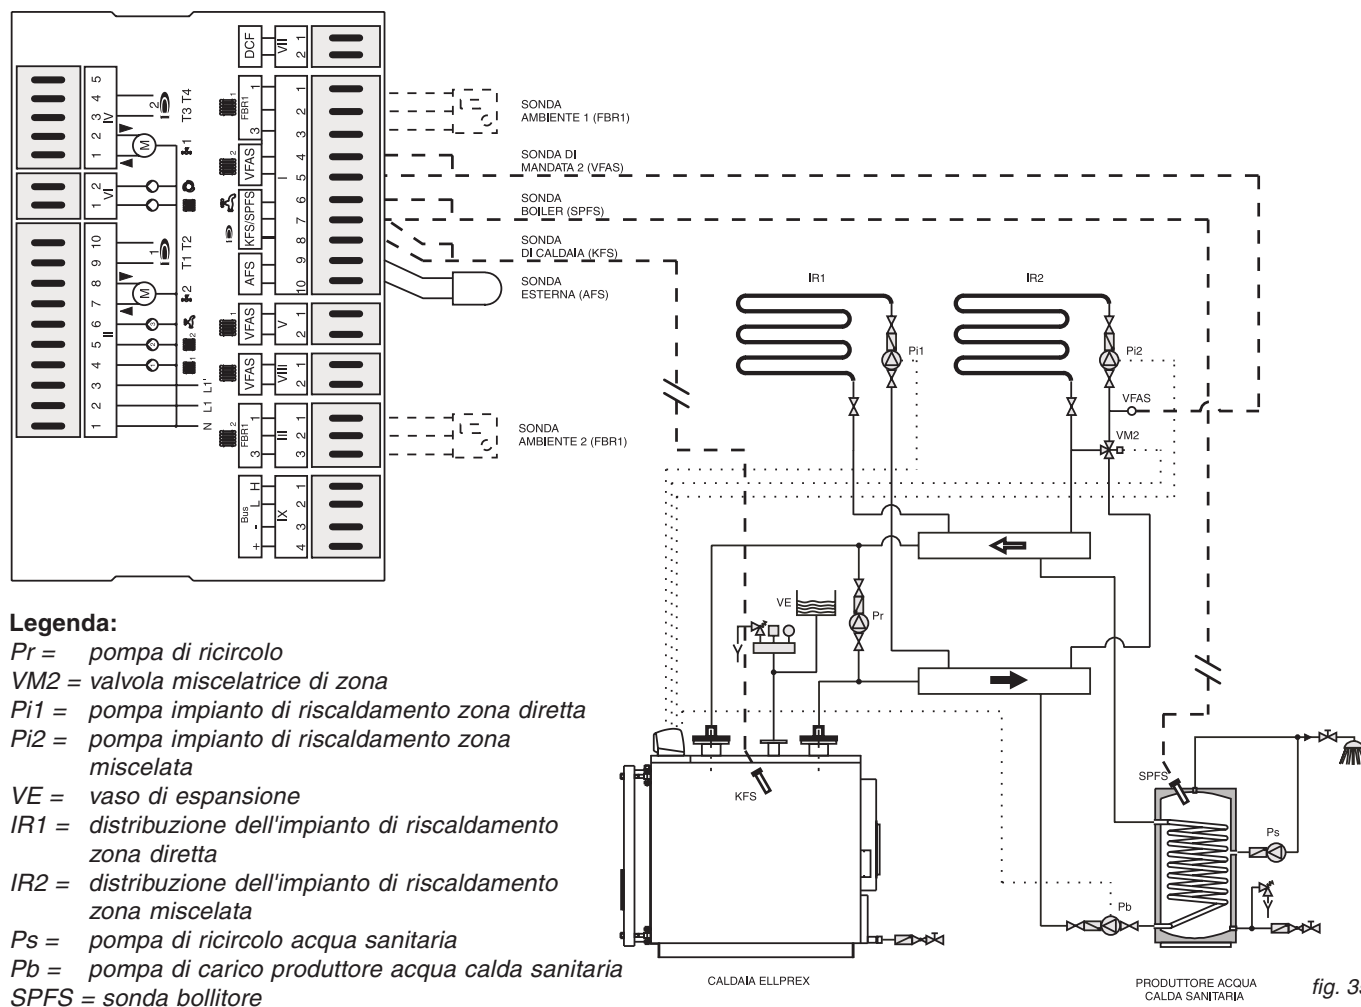 DCF
VII
1
2
FBR1
1
3
1
1
2
3
SONDA
AMBIENTE 1 (FBR1)
VFAS
2
I
4
5
SONDA DI
MANDATA 2 (VFAS)
KFS/SPFS
6
7
8
SONDA
BOILER (SPFS)
SONDA
DI CALDAIA (KFS)
AFS
9
10
SONDA
ESTERNA (AFS)
VFAS
1
V
1
2
VFAS
VIII
1
2
FBR1
1
3
2
III
1
2
3
SONDA
AMBIENTE 2 (FBR1)
Bus
H
L
-
+
IX
1
2
3
4
5
4
3
2
1
IV
2
T3 T4
M
1
2
1
VI
10
9
8
7
6
5
4
3
2
1
II
1
T1 T2
M
2
3
2
2
1
1
L1'
L1
N
IR1
IR2
Pi1
Pi2
VFAS
VM2
VE
Pr
KFS
SPFS
Ps
Pb
CALDAIA ELLPREX
PRODUTTORE ACQUA
CALDA SANITARIA
Legenda:
Pr = pompa di ricircolo
VM2 = valvola miscelatrice di zona
Pi1 = pompa impianto di riscaldamento zona diretta
Pi2 = pompa impianto di riscaldamento zona
miscelata
VE = vaso di espansione
IR1 = distribuzione dell'impianto di riscaldamento
zona diretta
IR2 = distribuzione dell'impianto di riscaldamento
zona miscelata
Ps = pompa di ricircolo acqua sanitaria
Pb = pompa di carico produttore acqua calda sanitaria
SPFS = sonda bollitore
fig.